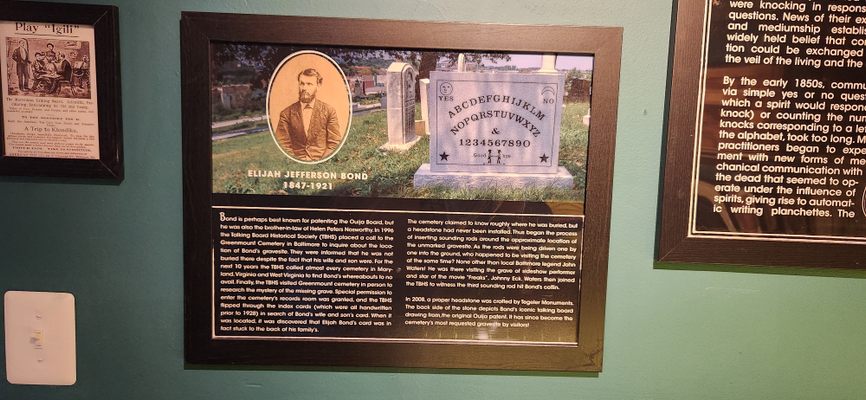 Play "Igili"
A Trip to Klondike.
YES
NO
ABCDEFGHIJKLM
NOPQRSTUVWXYZ
&
1234567890
Good Bye
ELIJAH JEFFERSON BOND
1847-1921
Bond is perhaps best known for patenting the Ouija Board, but
he was also the brother-in-law of Helen Peters Nosworthy. In 1996
the Talking Board Historical Society (TBHS) placed a call to the
Greenmount Cemetery in Baltimore to inquire about the loca-
tion of Bond's gravesite. They were informed that he was not
buried there despite the fact that his wife and son were. For the
next 10 years the TBHS called almost every cemetery in Mary-
land, Virginia and West Virginia to find Bond's whereabouts to no
avail. Finally, the TBHS visited Greenmount cemetery in person to
research the mystery of the missing grave. Special permission to
enter the cemetery's records room was granted, and the TBHS
flipped through the index cards (which were all handwritten
prior to 1928) in search of Bond's wife and son's card. When it
was located, it was discovered that Elijah Bond's card was in
fact stuck to the back of his family's.
The cemetery claimed to know roughly where he was buried, but
a headstone had never been installed. Thus began the process
of inserting sounding rods around the approximate location of
the unmarked gravesite. As the rods were being driven one by
one into the ground, who happened to be visiting the cemetery
at the same time? None other than local Baltimore legend John
Waters! He was there visiting the grave of sideshow performer
and star of the movie "Freaks", Johnny Eck. Waters then joined
the TBHS to witness the third sounding rod hit Bond's coffin.
In 2008, a proper headstone was crafted by Tegeler Monuments.
The back side of the stone depicts Bond's iconic talking board
drawing from the original Ouija patent. It has since become the
cemetery's most requested gravesite by visitors!
were knocking in respons
questions. News of their ex
and mediumship establis
widely held belief that com
tion could be exchanged
the veil of the living and the
By the early 1850s, commu
via simple yes or no quest
which a spirit would respon
knock) or counting the num
knocks corresponding to a let
the alphabet, took too long. M
practitioners began to exper
ment with new forms of me
chanical communication with
the dead that seemed to op-
erate under the influence of
spirits, giving rise to automat-
ic writing planchettes. The